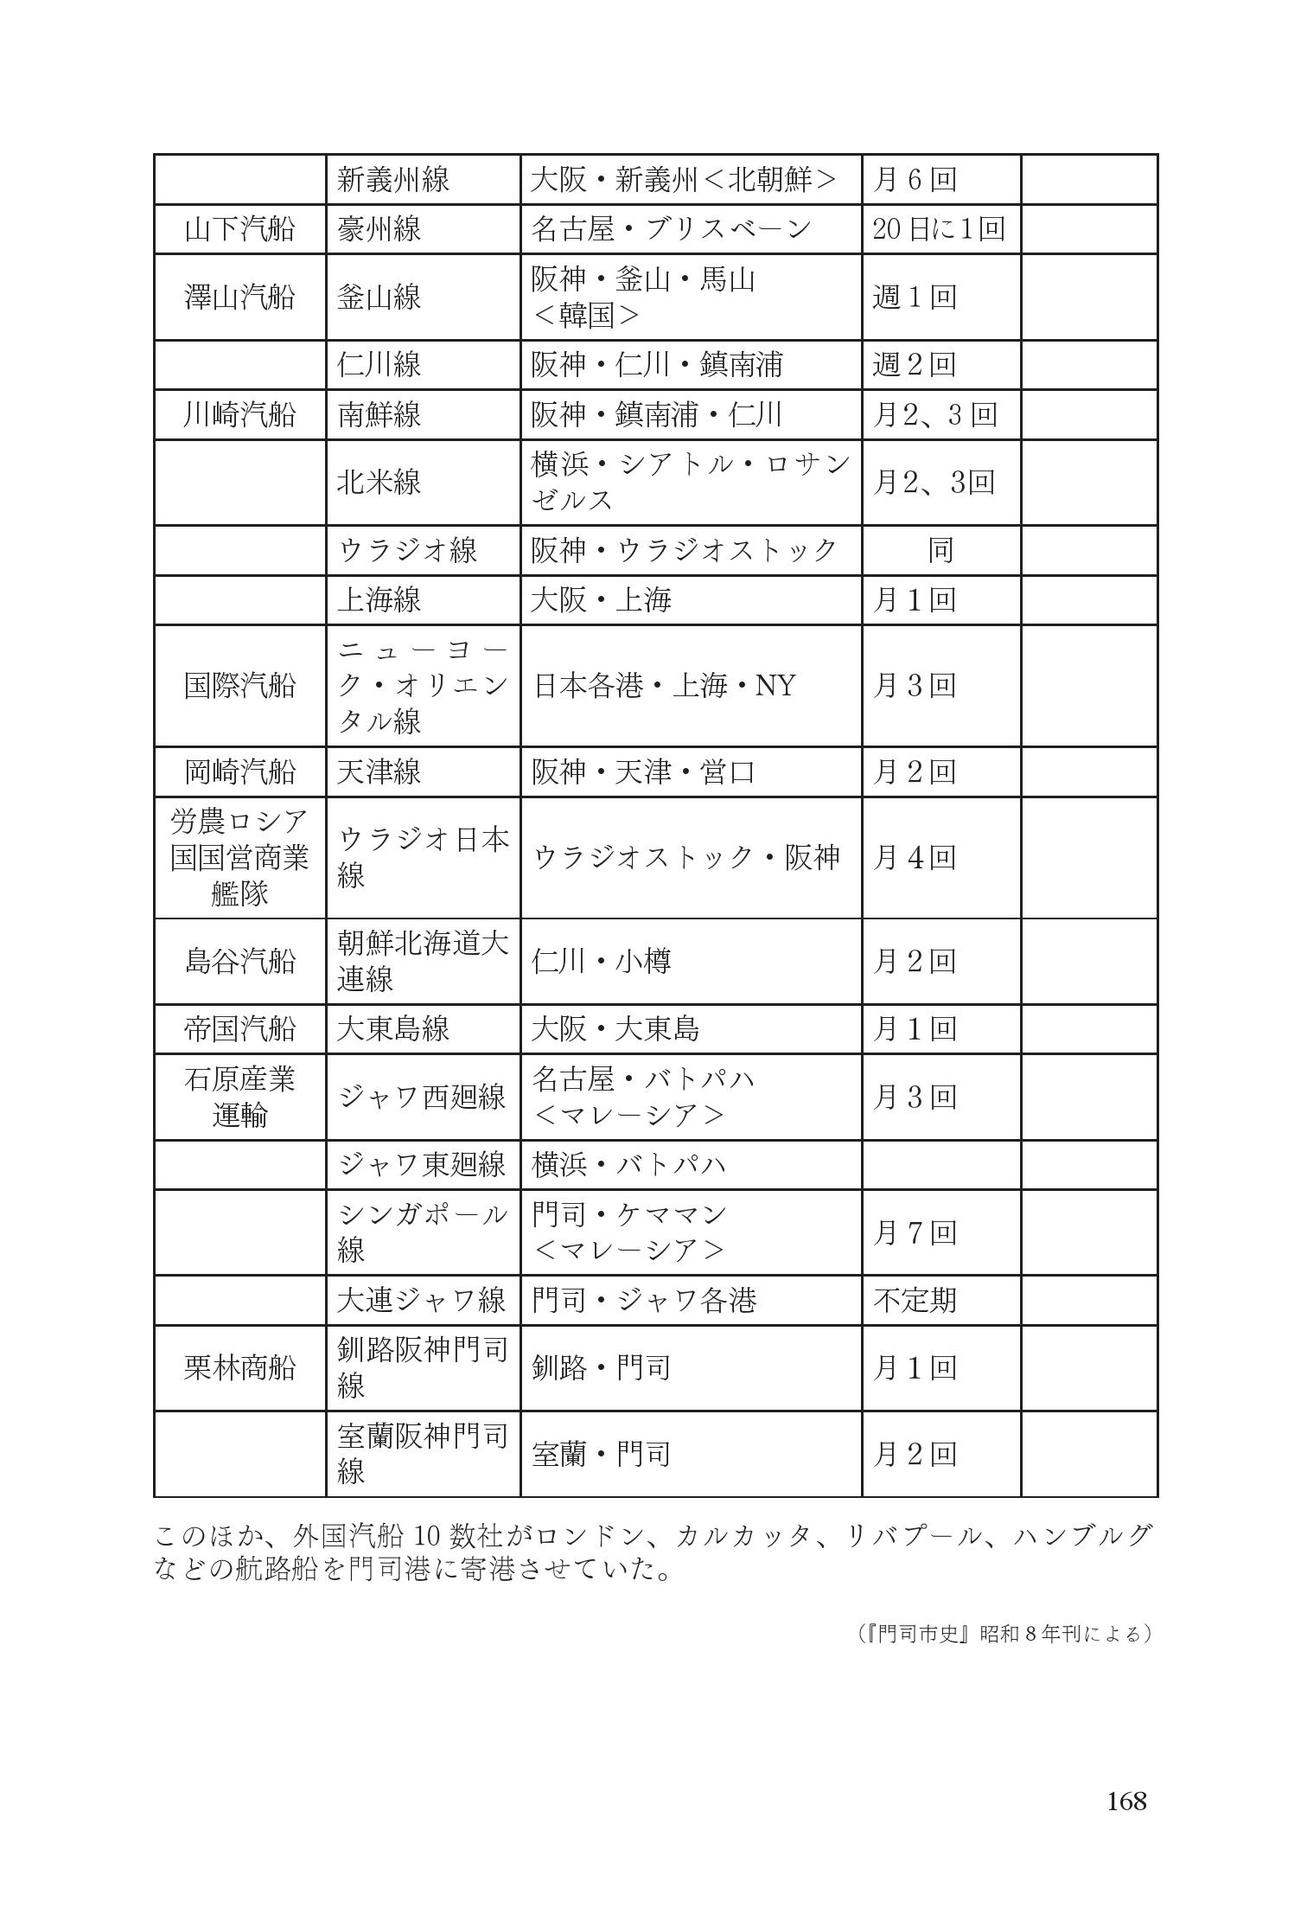 新義州線 大阪・新義州＜北朝鮮＞ 月6回
山下汽船 豪州線 名古屋・ブリスベーン 20日に1回
澤山汽船 釜山線 阪神・釜山・馬山
＜韓国＞ 週1回
仁川線 阪神・仁川・鎮南浦 週2回
川崎汽船 南鮮線 阪神・鎮南浦・仁川 月2、3回
北米線 横浜・シアトル・ロサン
ゼルス 月2、3回
ウラジオ線 阪神・ウラジオストック 同
上海線 大阪・上海 月1回
国際汽船 ニューヨー
ク・オリエン
タル線 日本各港・上海・NY 月3回
岡崎汽船 天津線 阪神・天津・営口 月2回
労農ロシア
国国営商業
艦隊 ウラジオ日本
線 ウラジオストック・阪神 月4回
島谷汽船 朝鮮北海道大
連線 仁川・小樽 月2回
帝国汽船 大東島線 大阪・大東島 月1回
石原産業
運輸 ジャワ西廻線 名古屋・バトパハ
＜マレーシア＞ 月3回
ジャワ東廻線 横浜・バトパハ
シンガポール
線 門司・ケママン
＜マレーシア＞ 月7回
大連ジャワ線 門司・ジャワ各港 不定期
栗林商船 釧路阪神門司
線 釧路・門司 月1回
室蘭阪神門司
線 室蘭・門司 月2回
このほか、外国汽船10数社がロンドン、カルカッタ、リバプール、ハンブルグ
などの航路船を門司港に寄港させていた。
（『門司市史』昭和8年刊による）
168